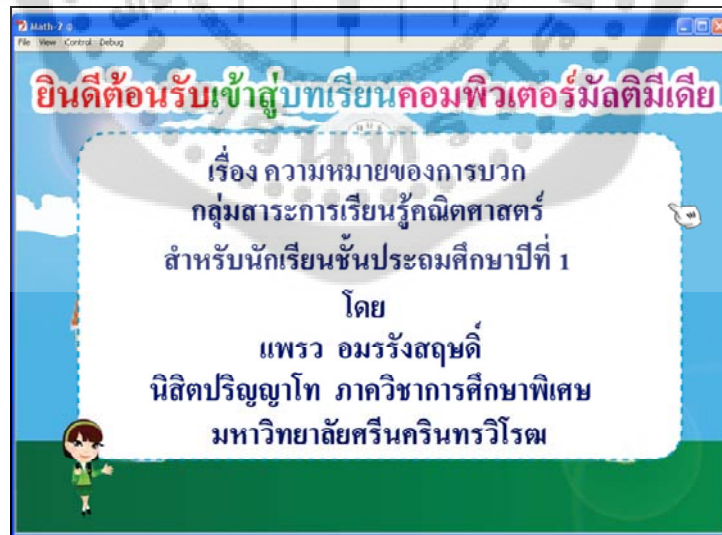 Math-2
File View Control Debug
ยินดีต้อนรับเข้าสู่บทเรียนคอมพิวเตอร์มัลติมีเดีย
เรื่อง ความหมายของการบวก
กลุ่มสาระการเรียนรู้คณิตศาสตร์
สำหรับนักเรียนชั้นประถมศึกษาปีที่ 1
โดย
แพรว อมรรังสฤษดิ์
นิสิตปริญญาโท ภาควิชาการศึกษาพิเศษ
มหาวิทยาลัยศรีนครินทรวิโรฒ